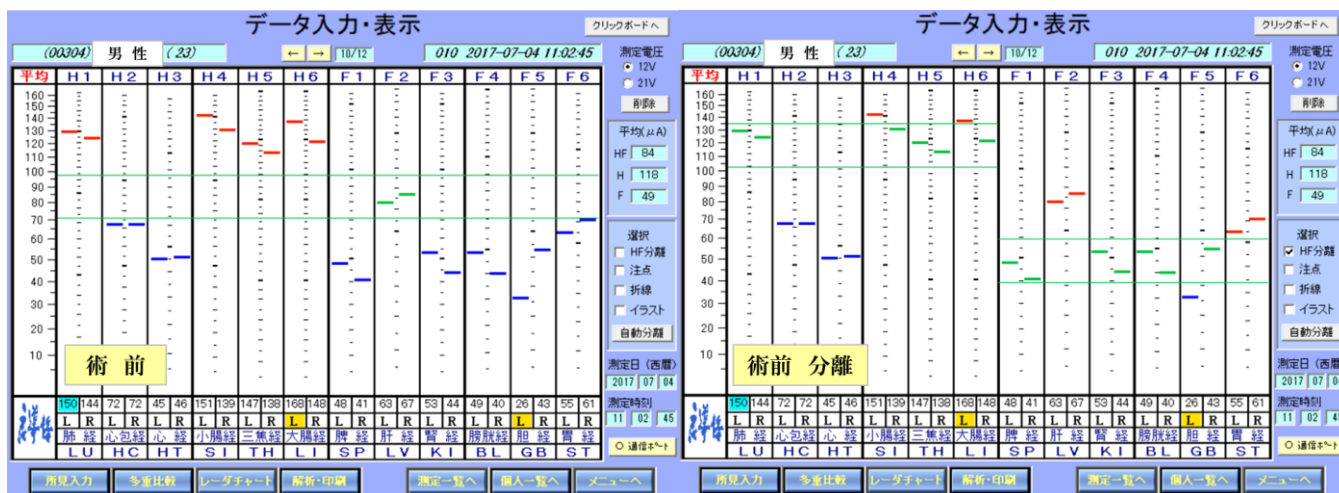 データ入力・表示
クリックボードへ
(00304) 男 性 (23)
← → 10/12
010 2017-07-04 11:02:45
測定電圧
12V
21V
削除
平均 H1 H2 H3 H4 H5 H6 F1 F2 F3 F4 F5 F6
160
150
140
130
120
110
100
90
80
70
60
50
40
30
20
10
平均(μA)
HF 84
H 118
F 49
選択
HF分離
注点
折線
イラスト
自動分離
測定日（西暦）
2017 07 04
測定時刻
11 02 45
通信ポート
術 前
150 144 72 72 45 46 151 139 147 138 168 148 48 41 63 67 53 44 49 40 26 43 55 61
L R L R L R L R L R L R L R L R L R L R L R L R
肺 経 心包経 心 経 小腸経 三焦経 大腸経 脾 経 肝 経 腎 経 膀胱経 胆 経 胃 経
LU HC HT SI TH LI SP LV KI BL GB ST
所見入力 多重比較 レーダチャート 解析・印刷 測定一覧へ 個人一覧へ メニューへ
データ入力・表示
クリックボードへ
(00304) 男 性 (23)
← → 10/12
010 2017-07-04 11:02:45
測定電圧
12V
21V
削除
平均 H1 H2 H3 H4 H5 H6 F1 F2 F3 F4 F5 F6
160
150
140
130
120
110
100
90
80
70
60
50
40
30
20
10
平均(μA)
HF 84
H 118
F 49
選択
HF分離
注点
折線
イラスト
自動分離
測定日（西暦）
2017 07 04
測定時刻
11 02 45
通信ポート
術前 分離
150 144 72 72 45 46 151 139 147 138 168 148 48 41 63 67 53 44 49 40 26 43 55 61
L R L R L R L R L R L R L R L R L R L R L R L R
肺 経 心包経 心 経 小腸経 三焦経 大腸経 脾 経 肝 経 腎 経 膀胱経 胆 経 胃 経
LU HC HT SI TH LI SP LV KI BL GB ST
所見入力 多重比較 レーダチャート 解析・印刷 測定一覧へ 個人一覧へ メニューへ